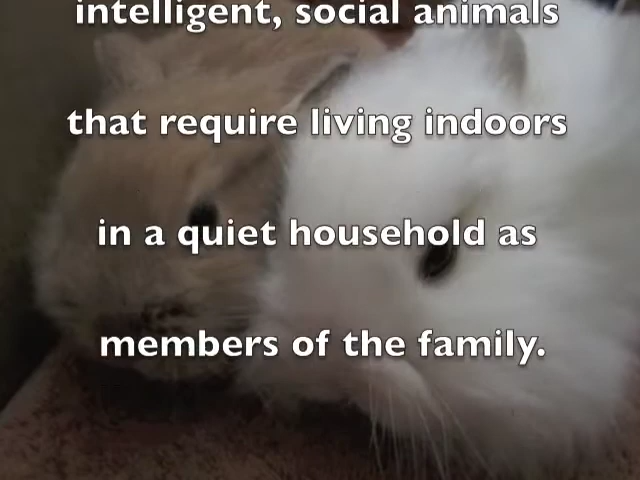 intelligent, social animals
that require living indoors
in a quiet household as
members of the family.